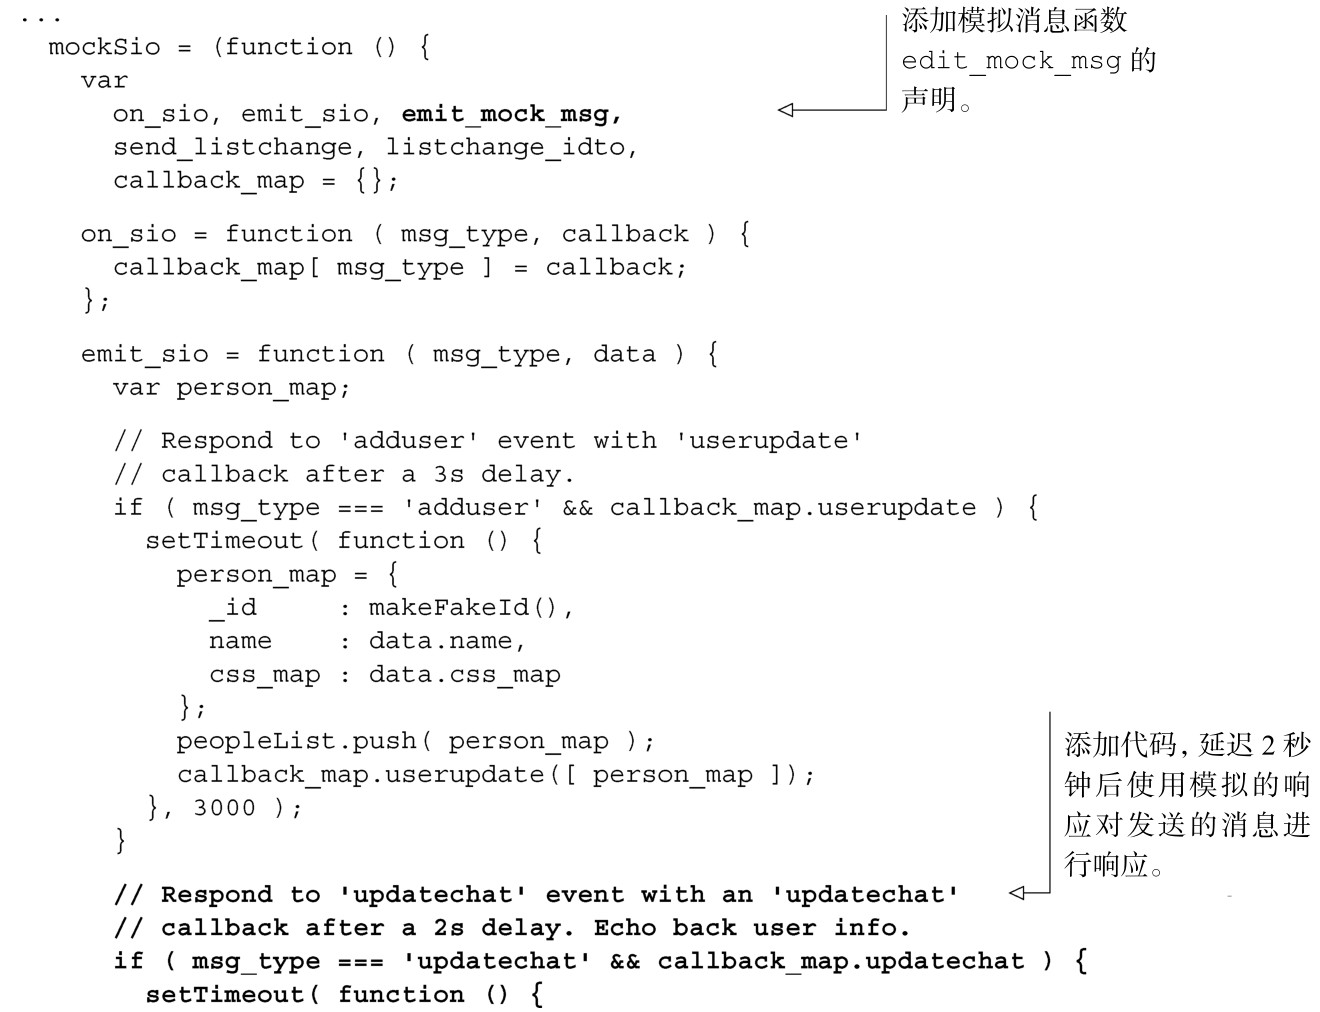 ...
mockSio = (function () {
var
on_sio, emit_sio, emit_mock_msg,
send_listchange, listchange_idto,
callback_map = {};
添加模拟消息函数
edit_mock_msg 的
声明。
on_sio = function ( msg_type, callback ) {
callback_map[ msg_type ] = callback;
};
emit_sio = function ( msg_type, data ) {
var person_map;
// Respond to 'adduser' event with 'userupdate'
// callback after a 3s delay.
if ( msg_type === 'adduser' && callback_map.userupdate ) {
setTimeout( function () {
person_map = {
_id     : makeFakeId(),
name    : data.name,
css_map : data.css_map
};
peopleList.push( person_map );
callback_map.userupdate([ person_map ]);
}, 3000 );
}
添加代码，延迟 2 秒
钟后使用模拟的响
应对发送的消息进
行响应。
// Respond to 'updatechat' event with an 'updatechat'
// callback after a 2s delay. Echo back user info.
if ( msg_type === 'updatechat' && callback_map.updatechat ) {
setTimeout( function () {